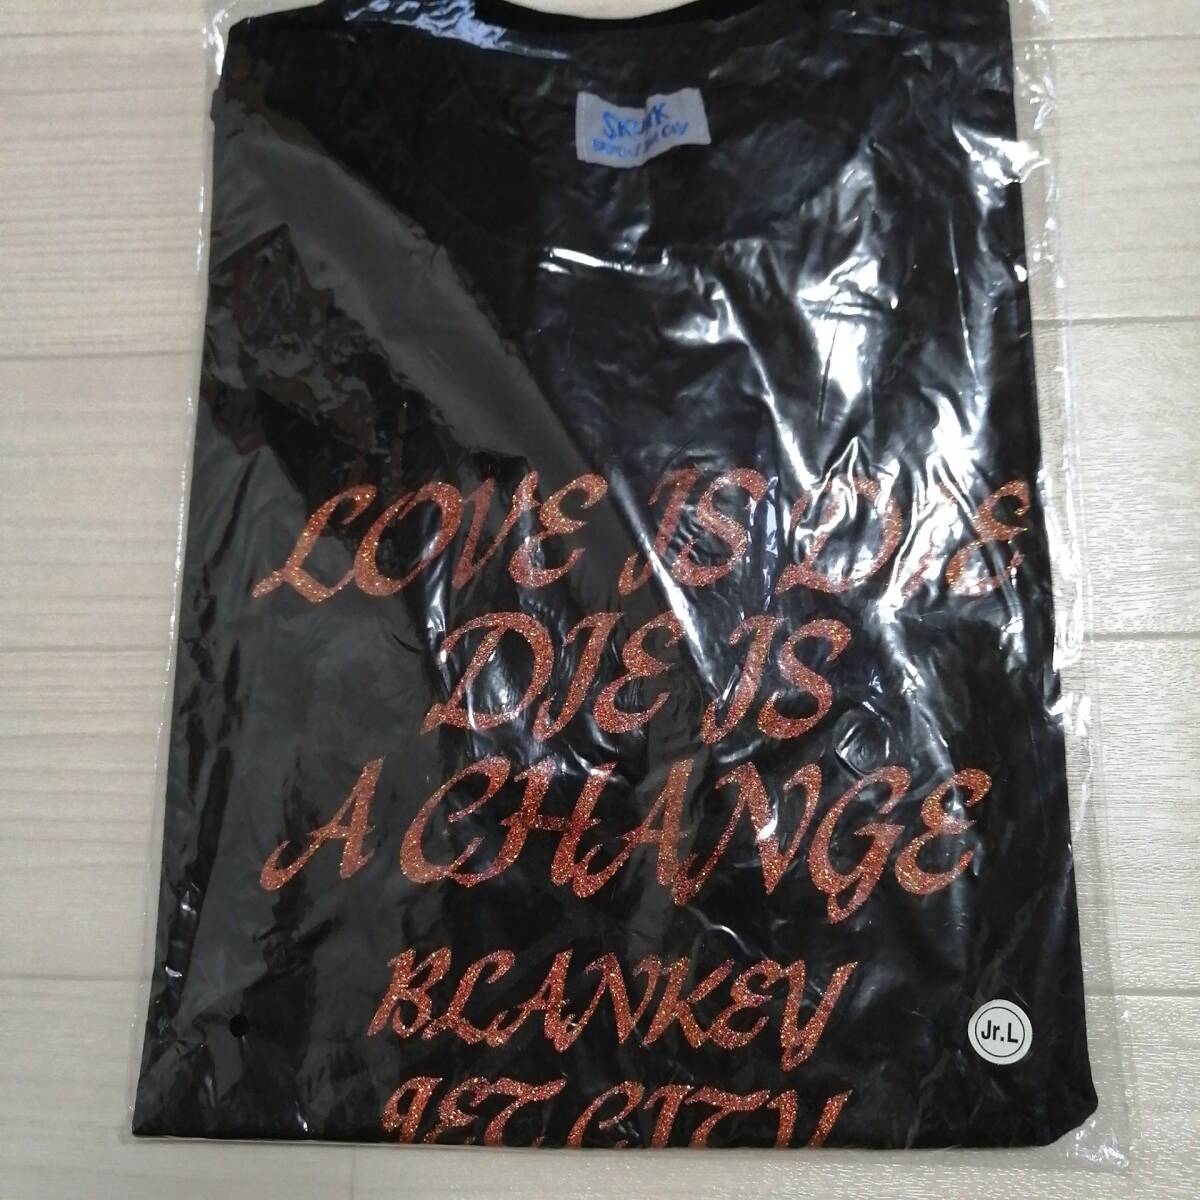 SKUNK
LOVE IS DIE
DIE IS
A CHANGE
BLANKEY
JET CITY
Jr.L